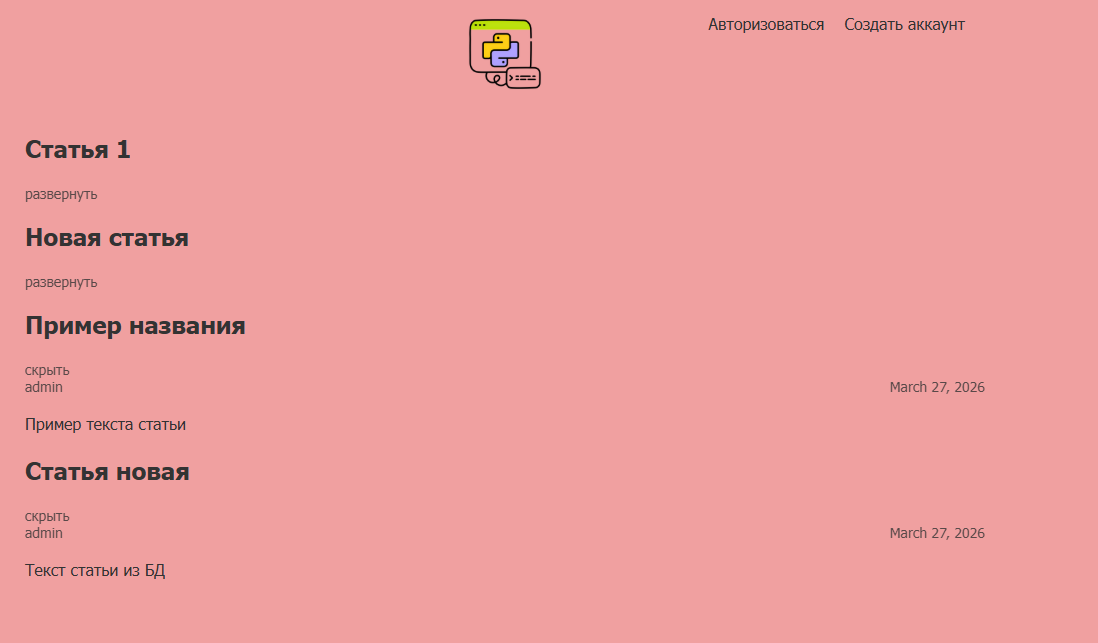 Авторизоваться Создать аккаунт
Статья 1
развернуть
Новая статья
развернуть
Пример названия
скрыть
admin March 27, 2026
Пример текста статьи
Статья новая
скрыть
admin March 27, 2026
Текст статьи из БД